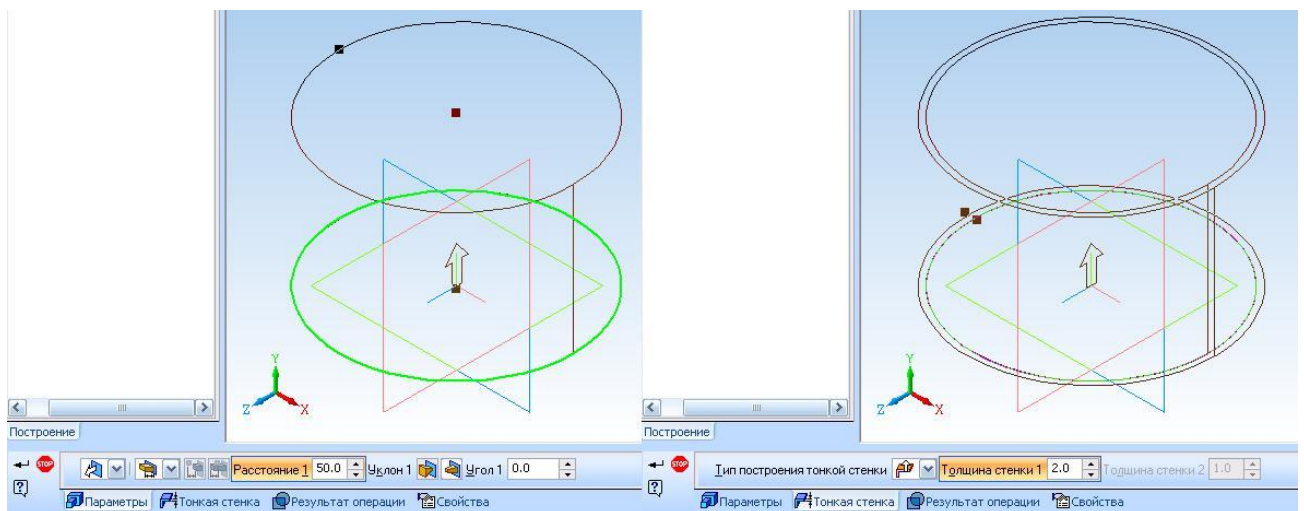 Y
Z
X
Построение
STOP
Расстояние 1 50.0 Уклон 1 Угол 1 0.0
Параметры Тонкая стенка Результат операции Свойства
Y
Z
X
Построение
STOP
Тип построения тонкой стенки Толщина стенки 1 2.0 Толщина стенки 2 1.0
Параметры Тонкая стенка Результат операции Свойства